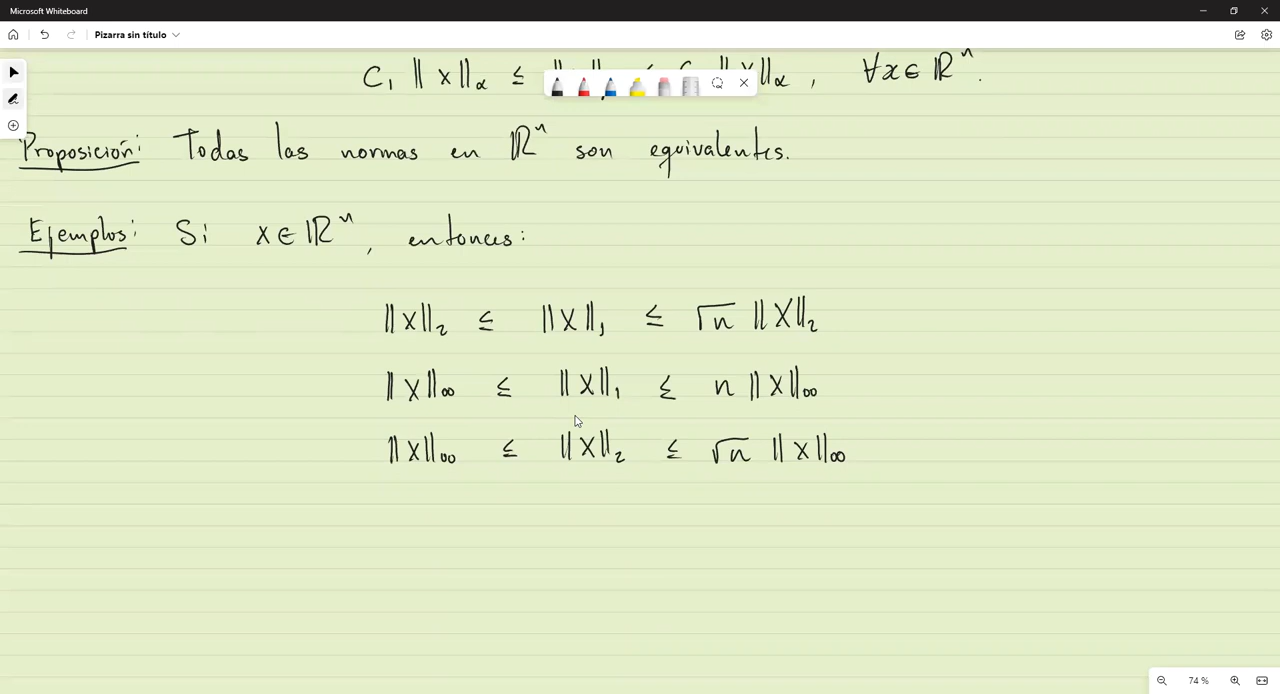 Microsoft Whiteboard
Pizarra sin título
C₁ ‖x‖α ≤ ‖x‖α, ∀x∈ℝⁿ.
Proposición: Todas las normas en ℝⁿ son equivalentes.
Ejemplos: Si x∈ℝⁿ, entonces:
‖x‖₂ ≤ ‖x‖₁ ≤ √n ‖x‖₂
‖x‖∞ ≤ ‖x‖₁ ≤ n ‖x‖∞
‖x‖∞ ≤ ‖x‖₂ ≤ √n ‖x‖∞
74 %